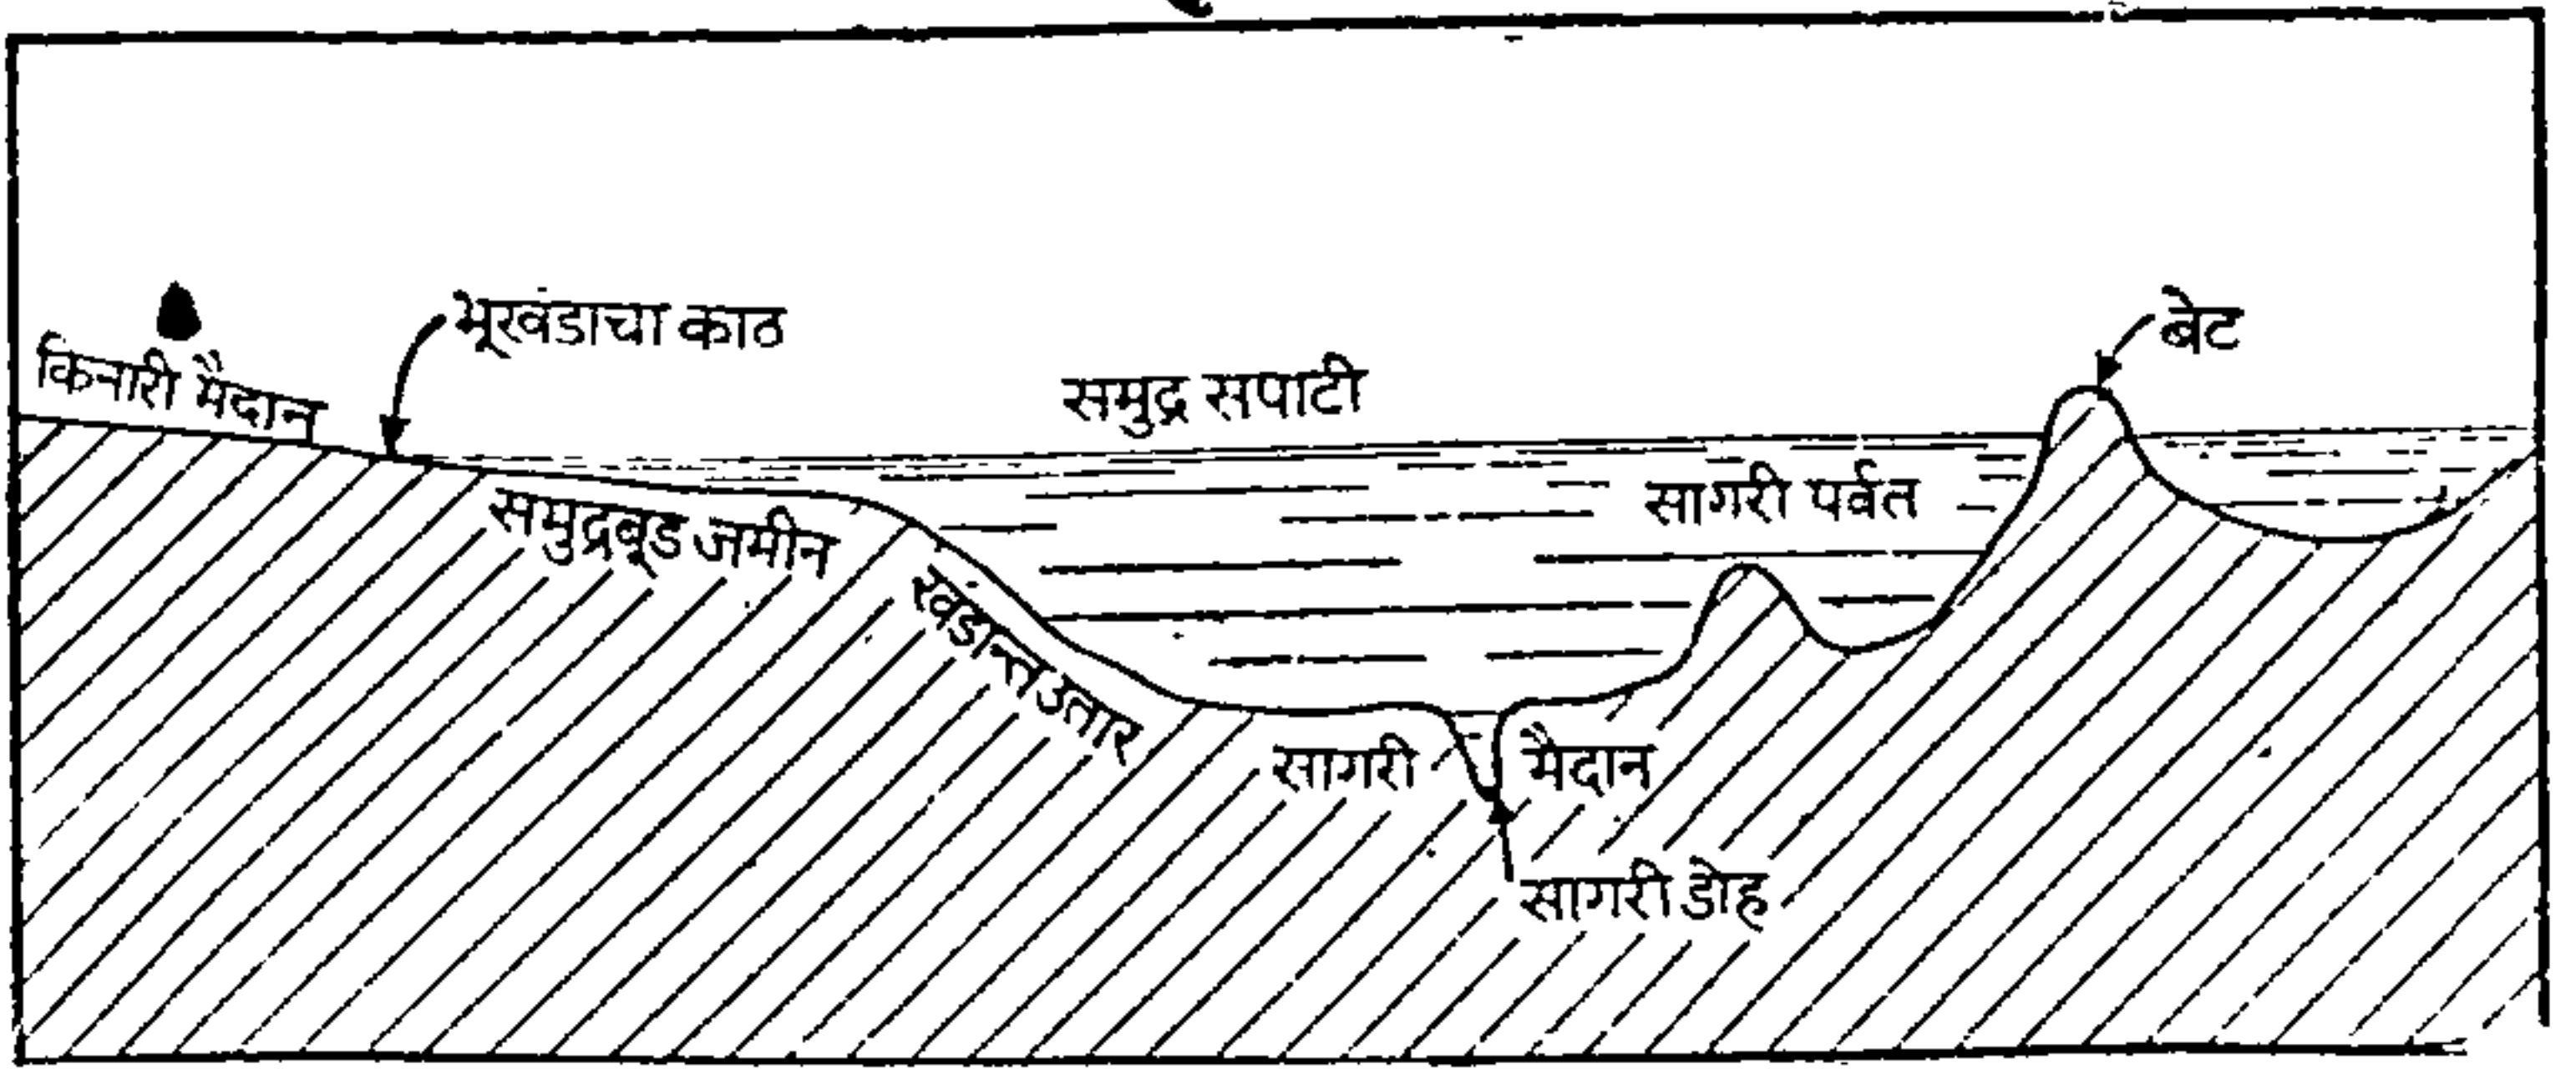 भूखंडाचा काठ
बेट
किनारी मैदान
समुद्र सपाटी
सागरी पर्वत
समुद्रबूड जमीन
खंडान्त उतार
सागरी मैदान
सागरी डोह